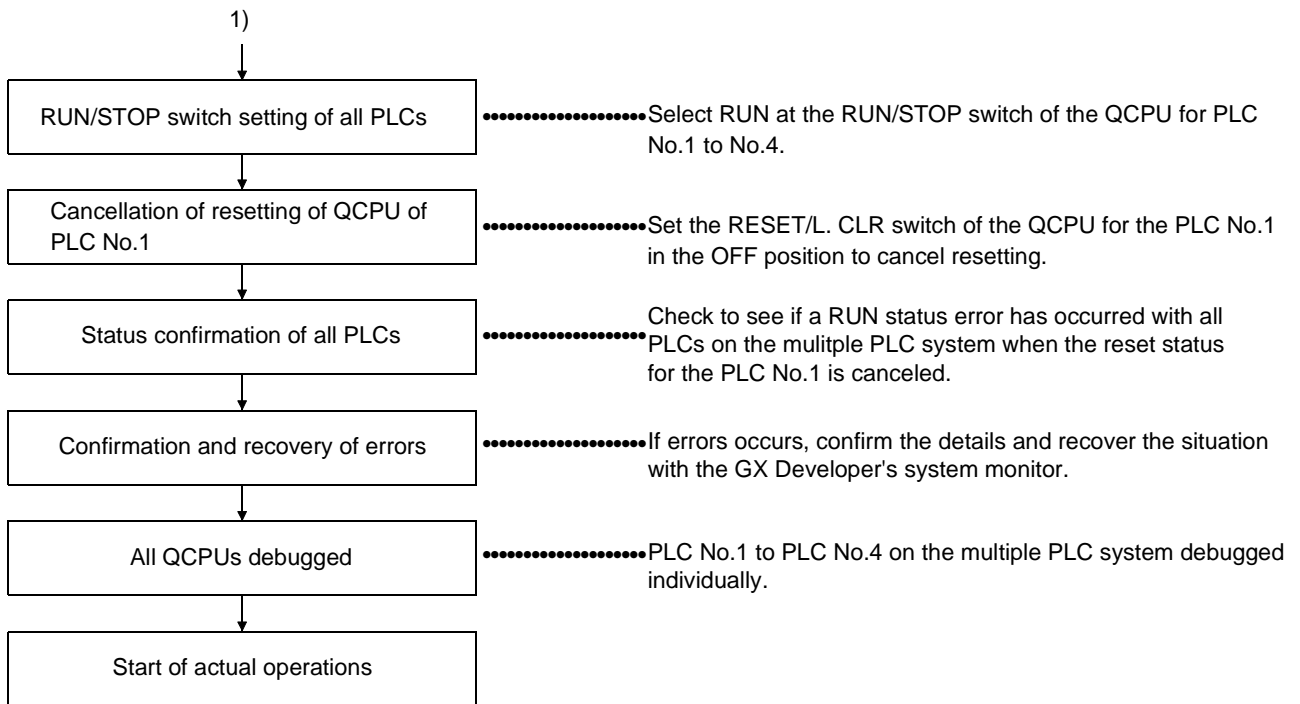 1)
RUN/STOP switch setting of all PLCs
Select RUN at the RUN/STOP switch of the QCPU for PLC
No.1 to No.4.
Cancellation of resetting of QCPU of
PLC No.1
Set the RESET/L. CLR switch of the QCPU for the PLC No.1
in the OFF position to cancel resetting.
Status confirmation of all PLCs
Check to see if a RUN status error has occurred with all
PLCs on the mulitple PLC system when the reset status
for the PLC No.1 is canceled.
Confirmation and recovery of errors
If errors occurs, confirm the details and recover the situation
with the GX Developer's system monitor.
All QCPUs debugged
PLC No.1 to PLC No.4 on the multiple PLC system debugged
individually.
Start of actual operations